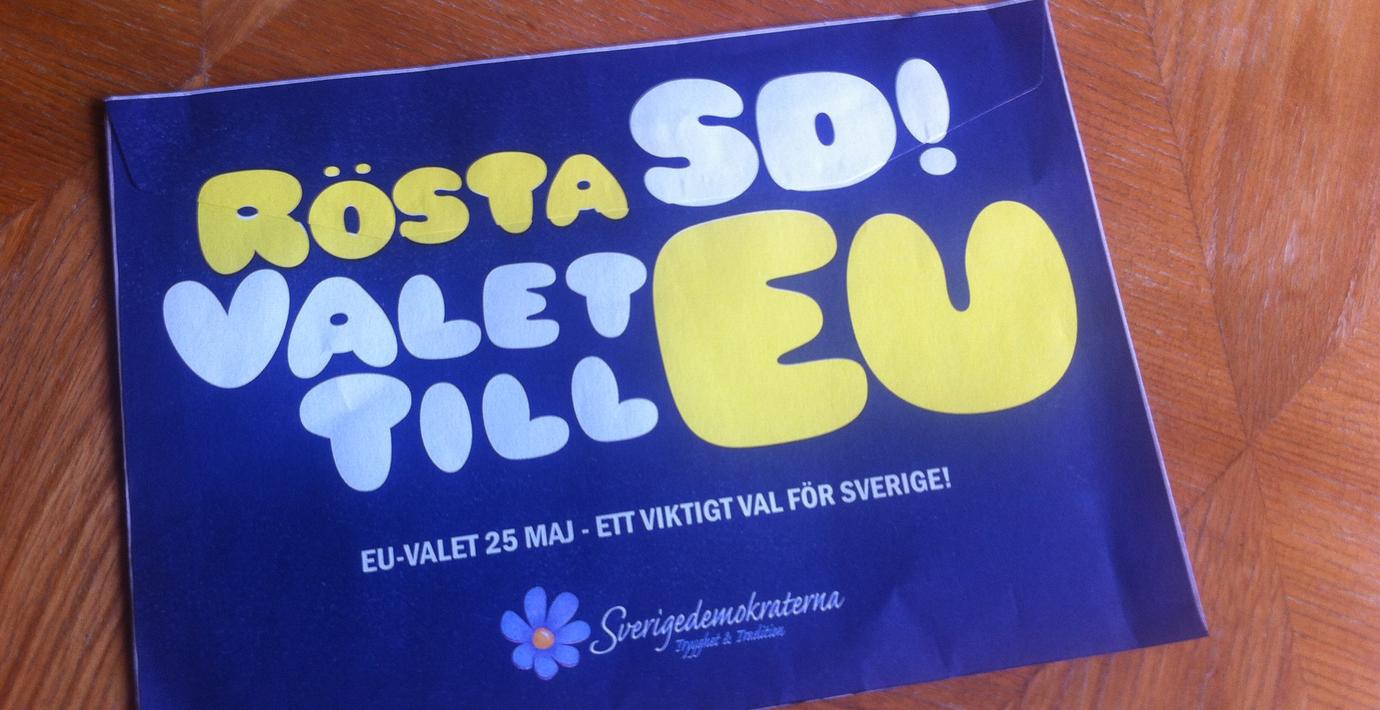 RÖSTA SD!
VALET
TILL EU
EU-VALET 25 MAJ - ETT VIKTIGT VAL FÖR SVERIGE!
Sverigedemokraterna
Trygghet & Tradition